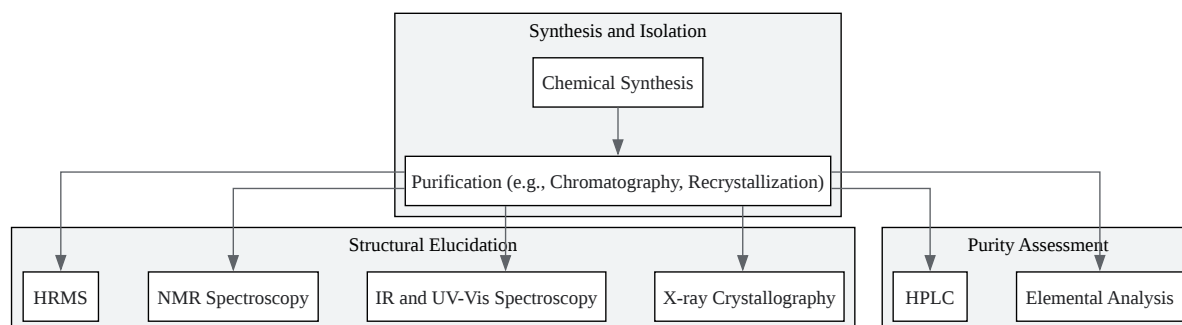 Synthesis and Isolation
Chemical Synthesis
Purification (e.g., Chromatography, Recrystallization)
Structural Elucidation
Purity Assessment
HRMS
NMR Spectroscopy
IR and UV-Vis Spectroscopy
X-ray Crystallography
HPLC
Elemental Analysis